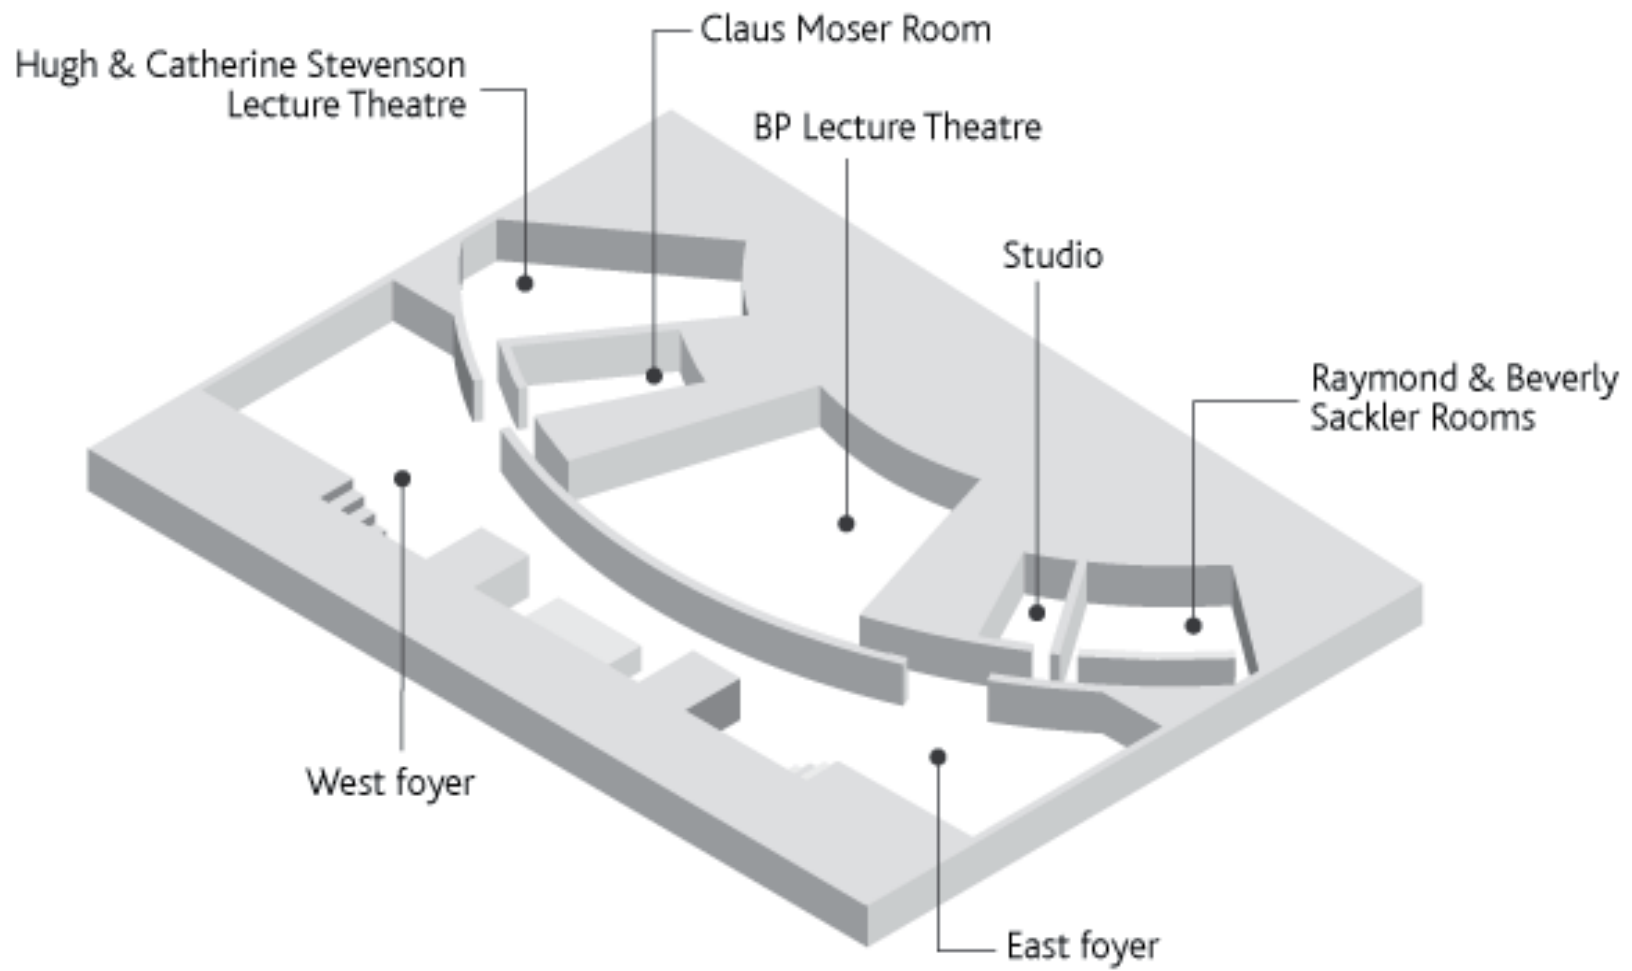 Claus Moser Room
Hugh & Catherine Stevenson
Lecture Theatre
BP Lecture Theatre
Studio
Raymond & Beverly
Sackler Rooms
West foyer
East foyer